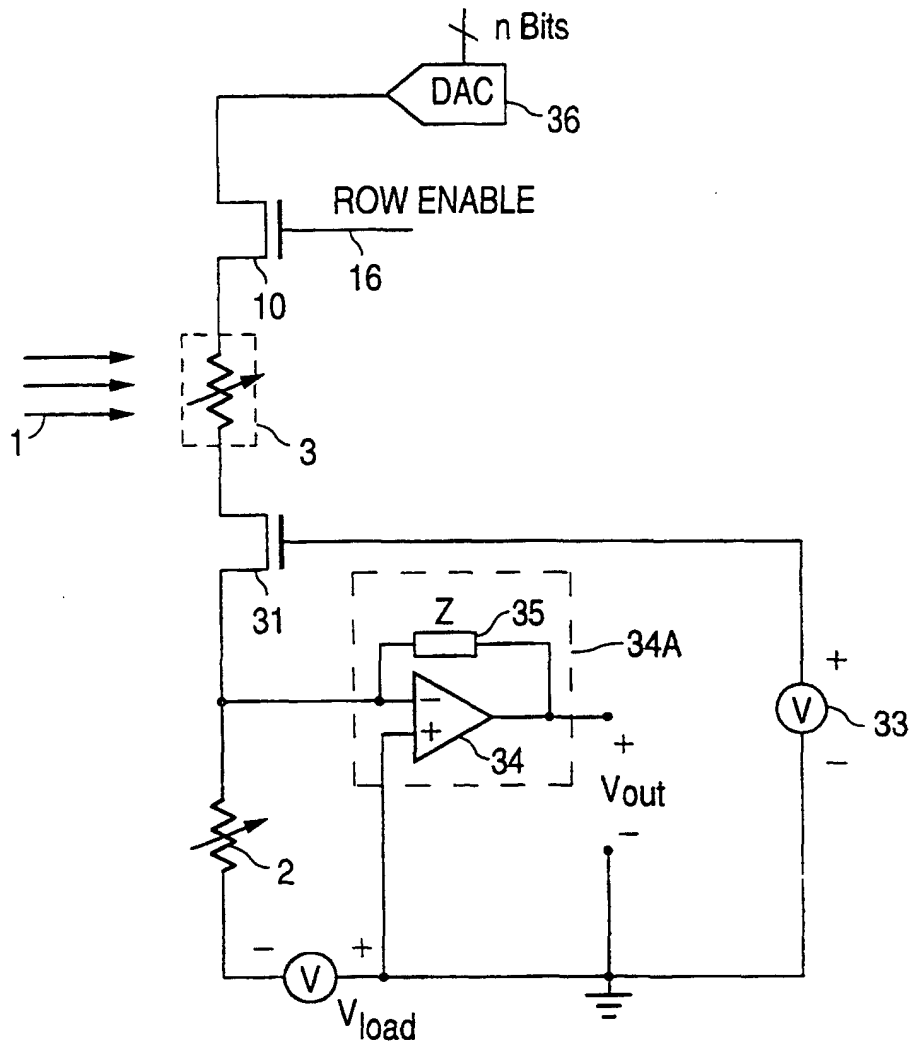 n Bits
DAC
36
ROW ENABLE
16
10
1
3
31
Z
35
34A
−
+
34
+
V
33
−
+
Vout
−
2
−
+
V
Vload